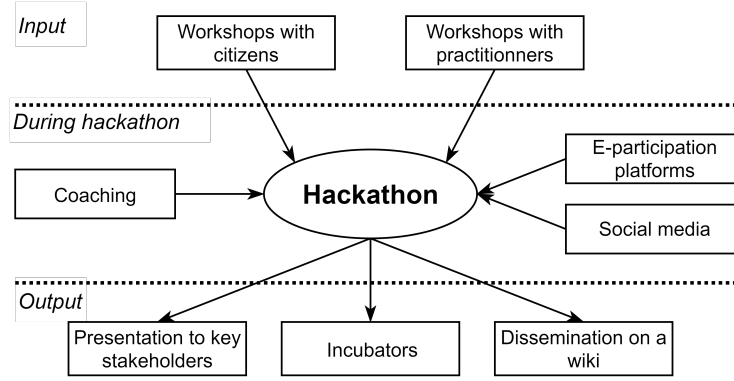 Input
Workshops with
citizens
Workshops with
practitionners
During hackathon
E-participation
platforms
Coaching
Hackathon
Social media
Output
Presentation to key
stakeholders
Incubators
Dissemination on a
wiki